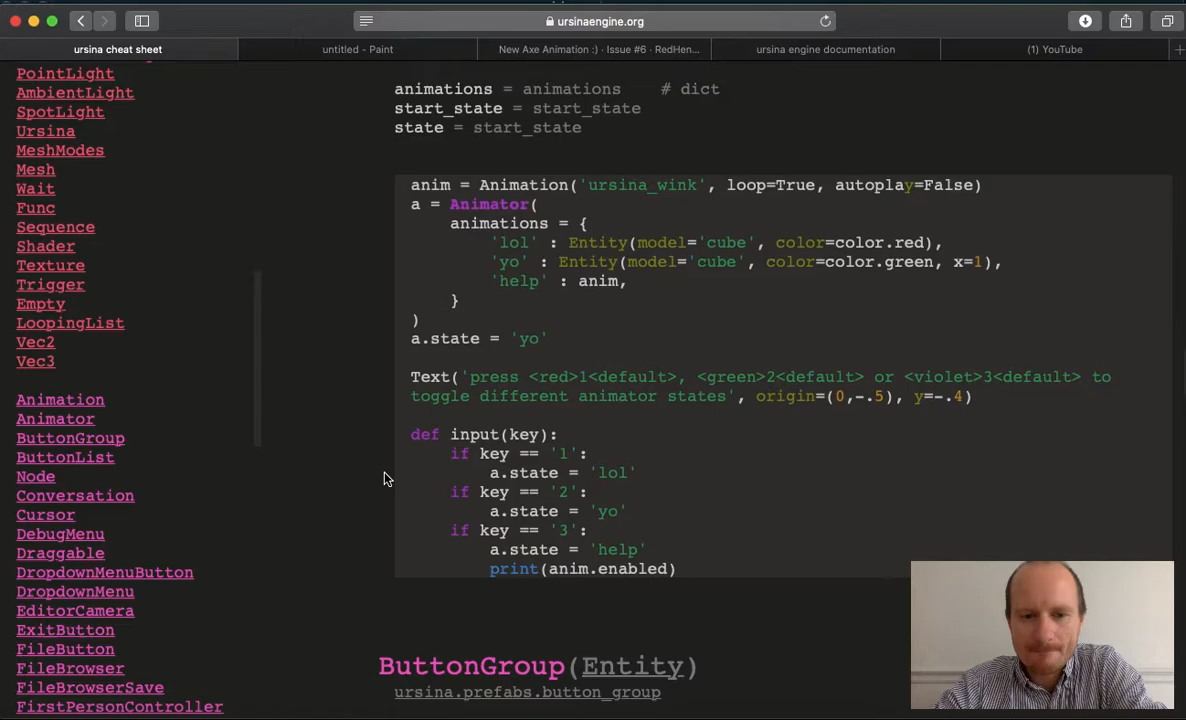 ursinaengine.org
ursina cheat sheet
untitled - Paint
New Axe Animation :) · Issue #6 · RedHen...
ursina engine documentation
(1) YouTube
PointLight
AmbientLight
SpotLight
Ursina
MeshModes
Mesh
Wait
Func
Sequence
Shader
Texture
Trigger
Empty
LoopingList
Vec2
Vec3
Animation
Animator
ButtonGroup
ButtonList
Node
Conversation
Cursor
DebugMenu
Draggable
DropdownMenuButton
DropdownMenu
EditorCamera
ExitButton
FileButton
FileBrowser
FileBrowserSave
FirstPersonController
animations = animations # dict
start_state = start_state
state = start_state
anim = Animation('ursina_wink', loop=True, autoplay=False)
a = Animator(
animations = {
'lol' : Entity(model='cube', color=color.red),
'yo' : Entity(model='cube', color=color.green, x=1),
'help' : anim,
}
)
a.state = 'yo'
Text('press <red>1<default>, <green>2<default> or <violet>3<default> to
toggle different animator states', origin=(0,-.5), y=-.4)
def input(key):
if key == '1':
a.state = 'lol'
if key == '2':
a.state = 'yo'
if key == '3':
a.state = 'help'
print(anim.enabled)
ButtonGroup(Entity)
ursina.prefabs.button_group